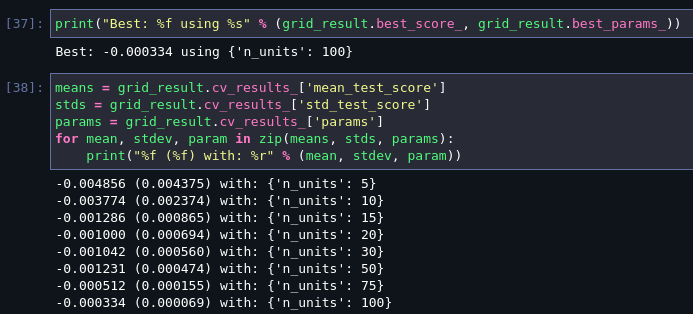 [37]: print("Best: %f using %s" % (grid_result.best_score_, grid_result.best_params_))
Best: -0.000334 using {'n_units': 100}
[38]: means = grid_result.cv_results_['mean_test_score']
stds = grid_result.cv_results_['std_test_score']
params = grid_result.cv_results_['params']
for mean, stdev, param in zip(means, stds, params):
    print("%f (%f) with: %r" % (mean, stdev, param))
-0.004856 (0.004375) with: {'n_units': 5}
-0.003774 (0.002374) with: {'n_units': 10}
-0.001286 (0.000865) with: {'n_units': 15}
-0.001000 (0.000694) with: {'n_units': 20}
-0.001042 (0.000560) with: {'n_units': 30}
-0.001231 (0.000474) with: {'n_units': 50}
-0.000512 (0.000155) with: {'n_units': 75}
-0.000334 (0.000069) with: {'n_units': 100}